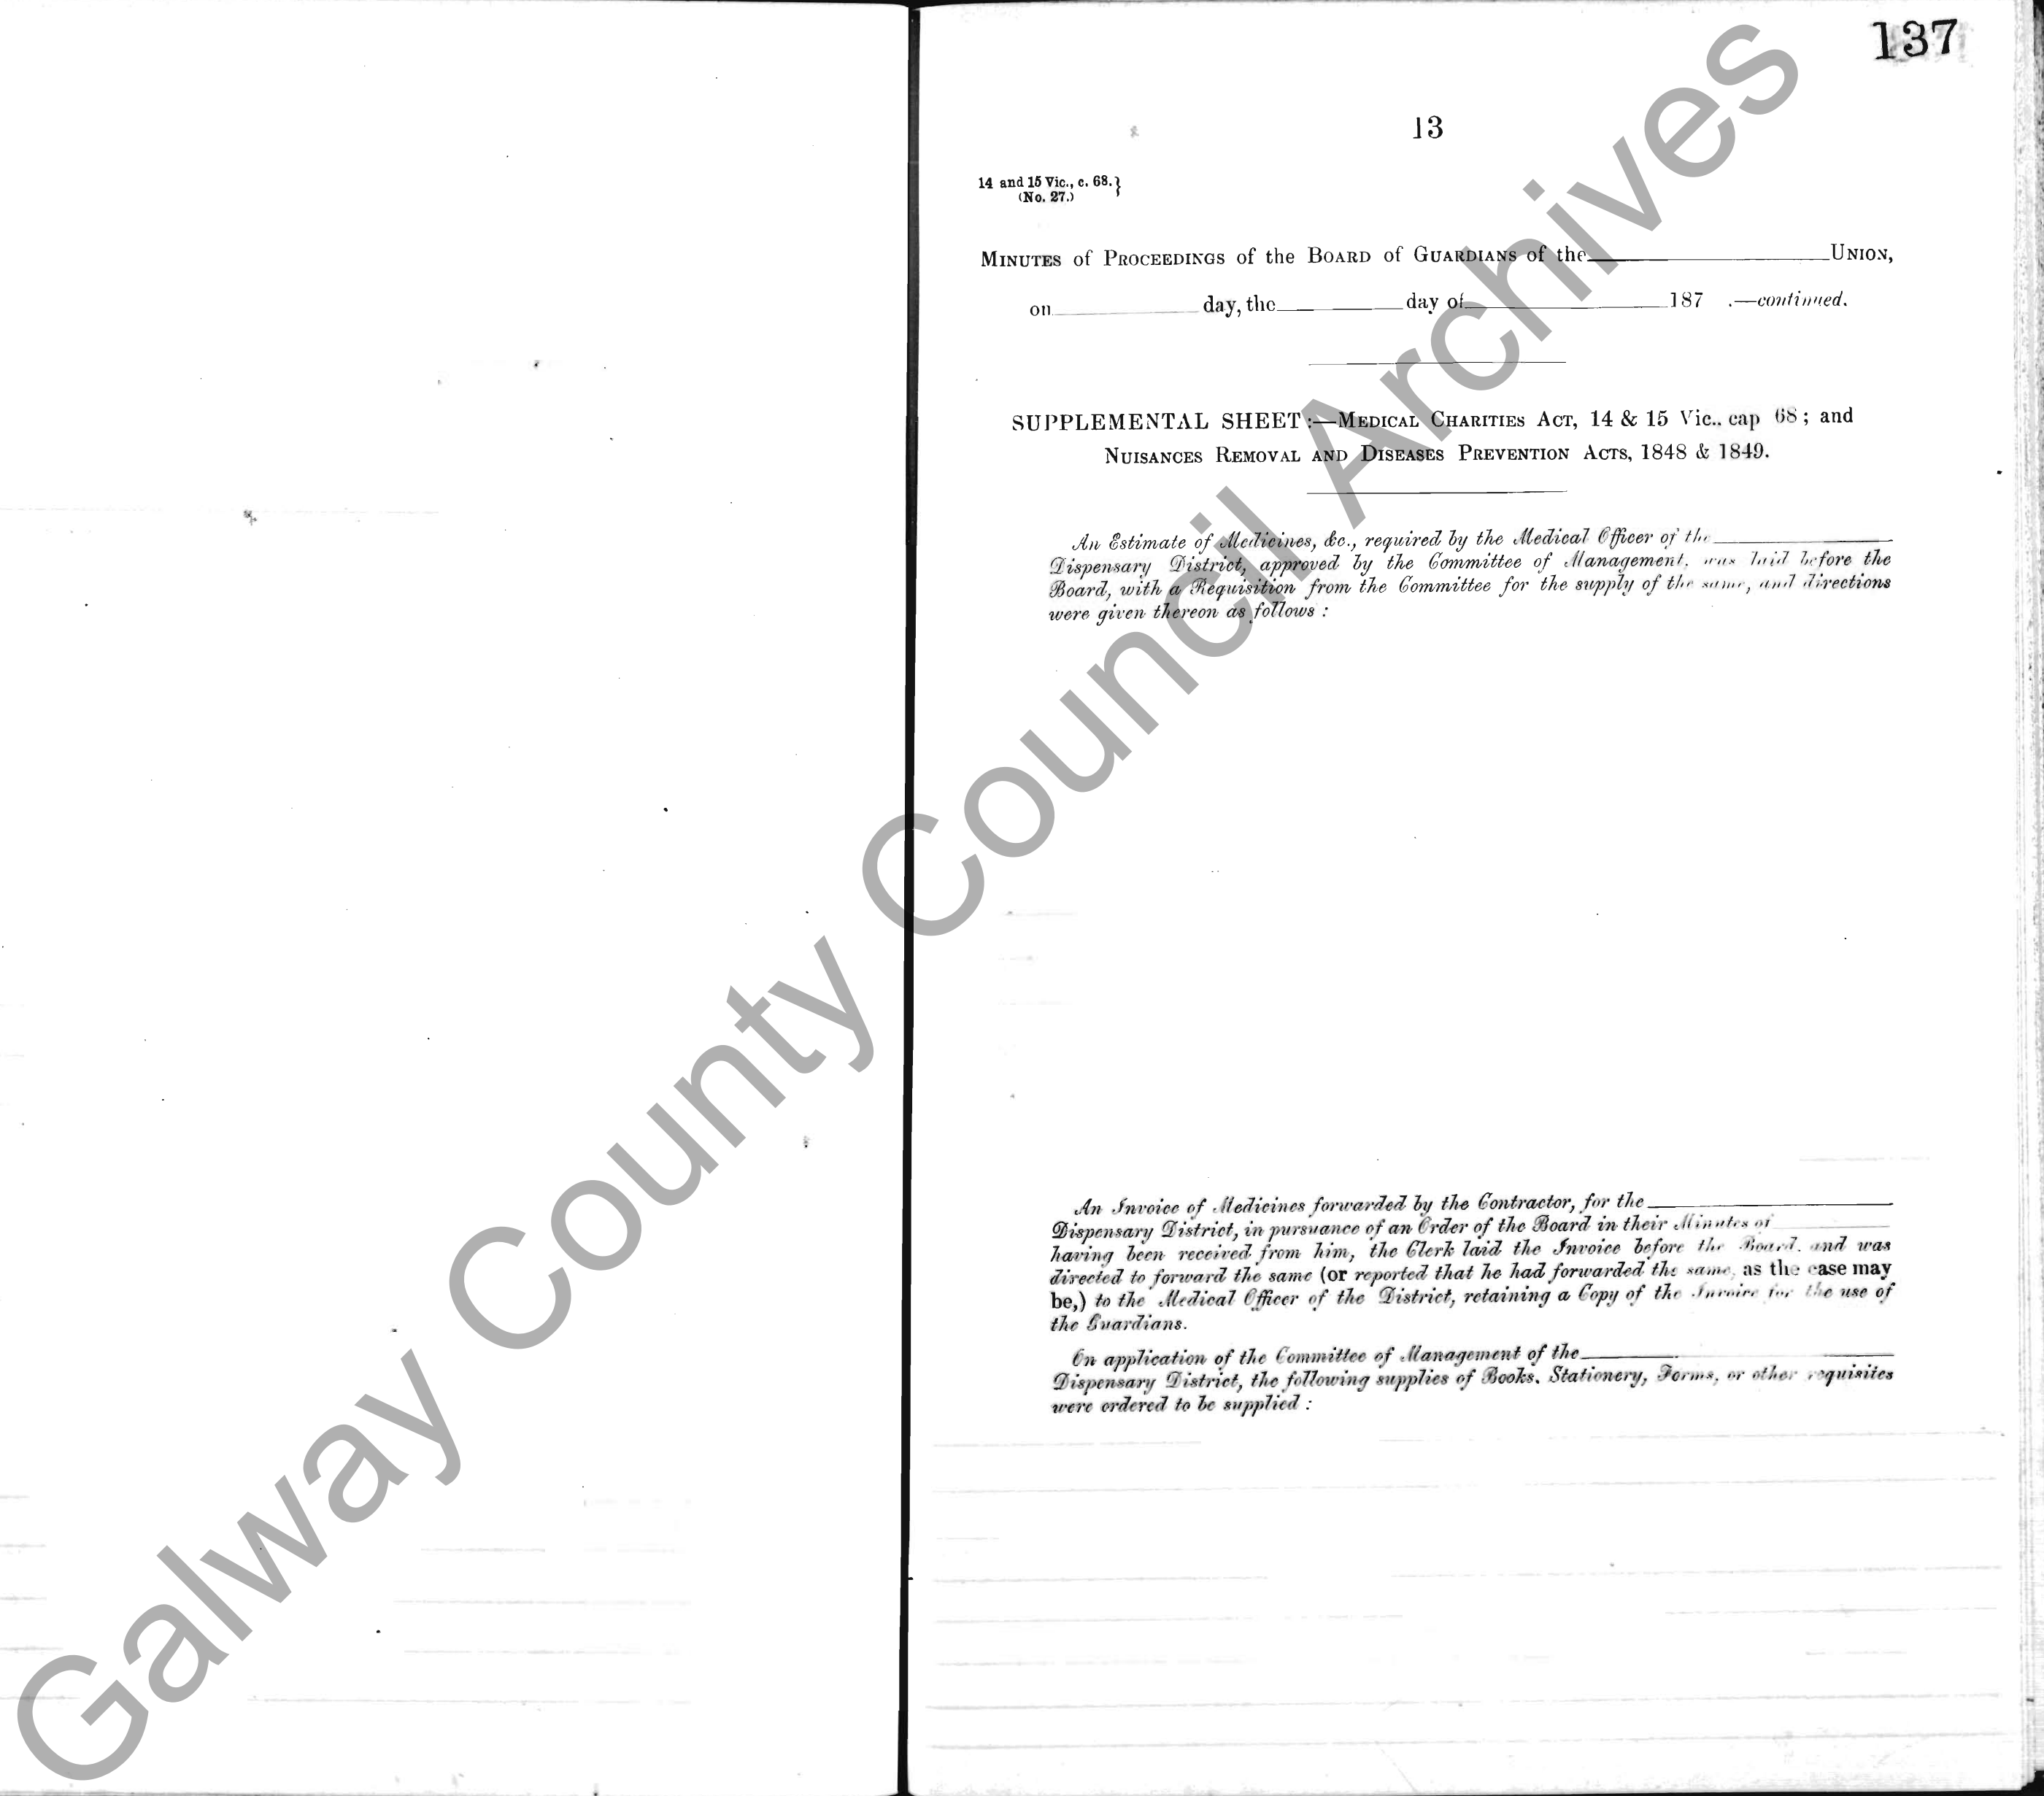 137
13
14 and 15 Vic., c. 68.}
(No. 27.)
MINUTES of PROCEEDINGS of the BOARD of GUARDIANS of the UNION,
on day, the day of 187 .—continued.
SUPPLEMENTAL SHEET:—MEDICAL CHARITIES ACT, 14 & 15 Vic., cap 68; and
NUISANCES REMOVAL AND DISEASES PREVENTION ACTS, 1848 & 1849.
An Estimate of Medicines, &c., required by the Medical Officer of the
Dispensary District, approved by the Committee of Management, was laid before the
Board, with a Requisition from the Committee for the supply of the same, and directions
were given thereon as follows :
An Invoice of Medicines forwarded by the Contractor, for the
Dispensary District, in pursuance of an Order of the Board in their Minutes of
having been received from him, the Clerk laid the Invoice before the Board, and was
directed to forward the same (or reported that he had forwarded the same, as the case may
be,) to the Medical Officer of the District, retaining a Copy of the Invoice for the use of
the Guardians.
On application of the Committee of Management of the
Dispensary District, the following supplies of Books, Stationery, Forms, or other requisites
were ordered to be supplied :
Galway County Council Archives